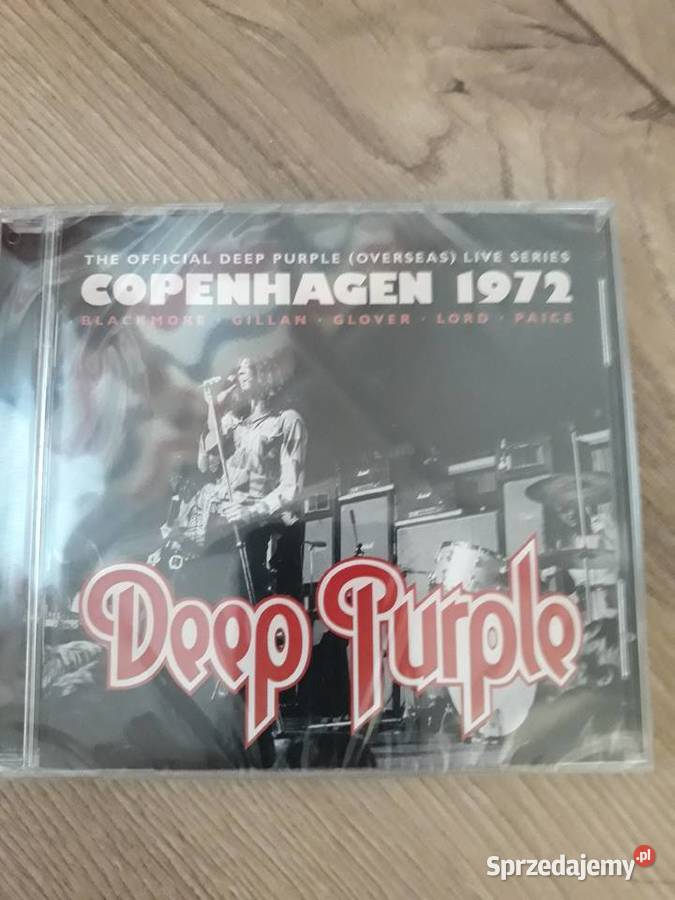 THE OFFICIAL DEEP PURPLE (OVERSEAS) LIVE SERIES
COPENHAGEN 1972
BLACKMORE · GILLAN · GLOVER · LORD · PAICE
Deep Purple
Sprzedajemy.pl